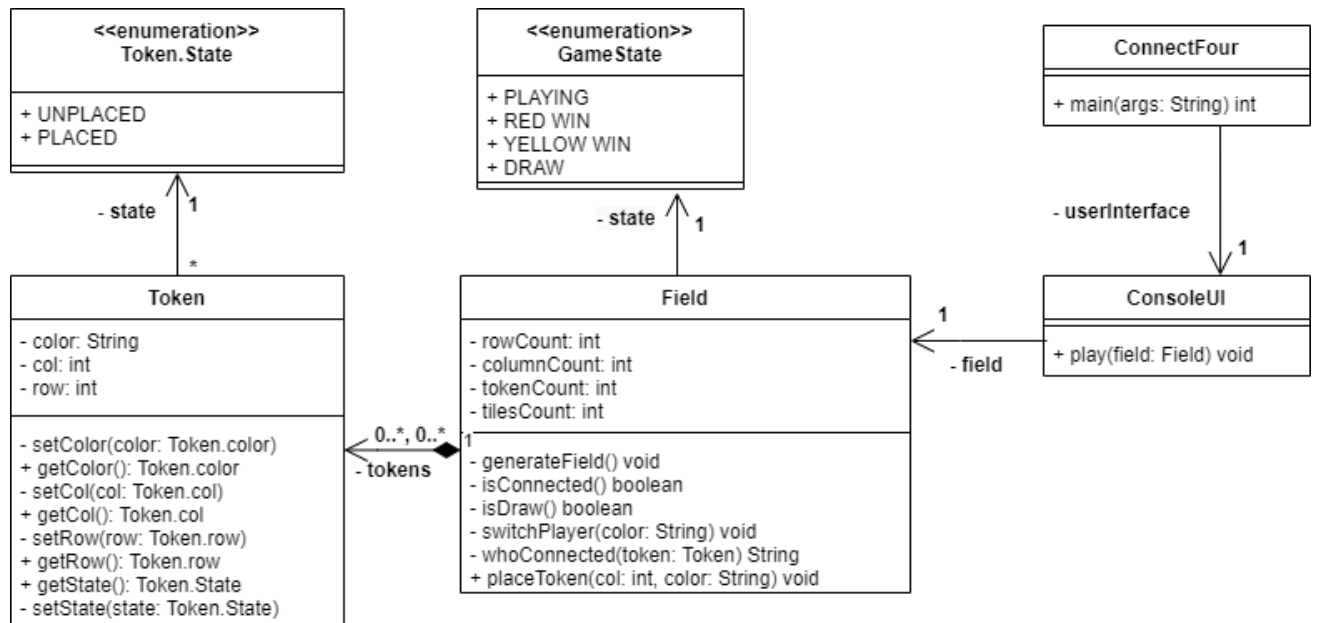 <<enumeration>>
Token.State
+ UNPLACED
+ PLACED
<<enumeration>>
GameState
+ PLAYING
+ RED WIN
+ YELLOW WIN
+ DRAW
ConnectFour
+ main(args: String) int
- state
1
*
- state
1
- userInterface
1
Token
- color: String
- col: int
- row: int
- setColor(color: Token.color)
+ getColor(): Token.color
- setCol(col: Token.col)
+ getCol(): Token.col
- setRow(row: Token.row)
+ getRow(): Token.row
+ getState(): Token.State
- setState(state: Token.State)
0..*, 0..*
1
- tokens
Field
- rowCount: int
- columnCount: int
- tokenCount: int
- tilesCount: int
- generateField() void
- isConnected() boolean
- isDraw() boolean
- switchPlayer(color: String) void
- whoConnected(token: Token) String
+ placeToken(col: int, color: String) void
1
- field
ConsoleUI
+ play(field: Field) void